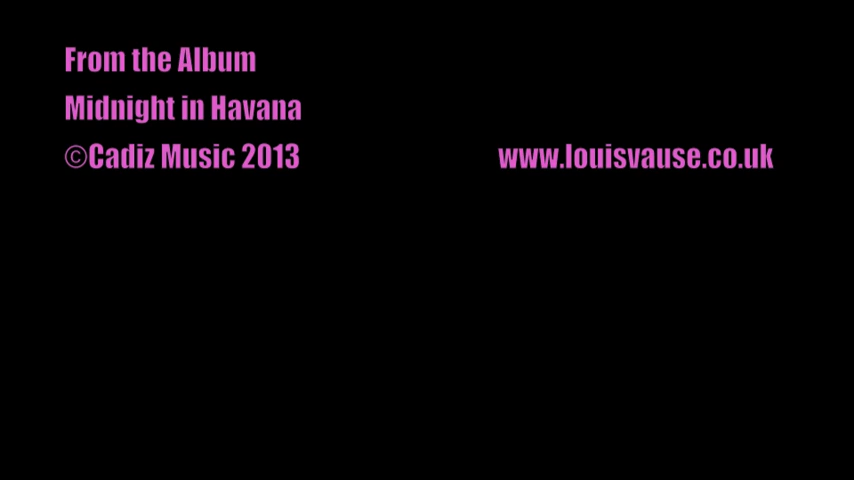 From the Album
Midnight in Havana
©Cadiz Music 2013
www.louisvause.co.uk